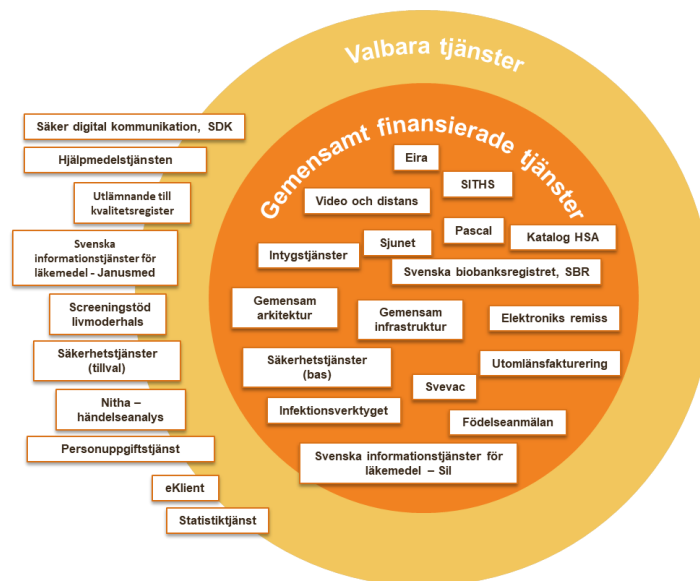 Valbara tjänster
Gemensamt finansierade tjänster
Säker digital kommunikation, SDK
Hjälpmedelstjänsten
Utlämnande till
kvalitetsregister
Svenska
informationstjänster för
läkemedel - Janusmed
Screeningstöd
livmoderhals
Säkerhetstjänster
(tillval)
Nitha –
händelseanalys
Personuppgiftstjänst
eKlient
Statistiktjänst
Eira
SITHS
Video och distans
Pascal
Katalog HSA
Sjunet
Intygstjänster
Svenska biobanksregistret, SBR
Gemensam
arkitektur
Gemensam
infrastruktur
Elektroniks remiss
Säkerhetstjänster
(bas)
Utomlänsfakturering
Svevac
Infektionsverktyget
Födelseanmälan
Svenska informationstjänster för
läkemedel – Sil